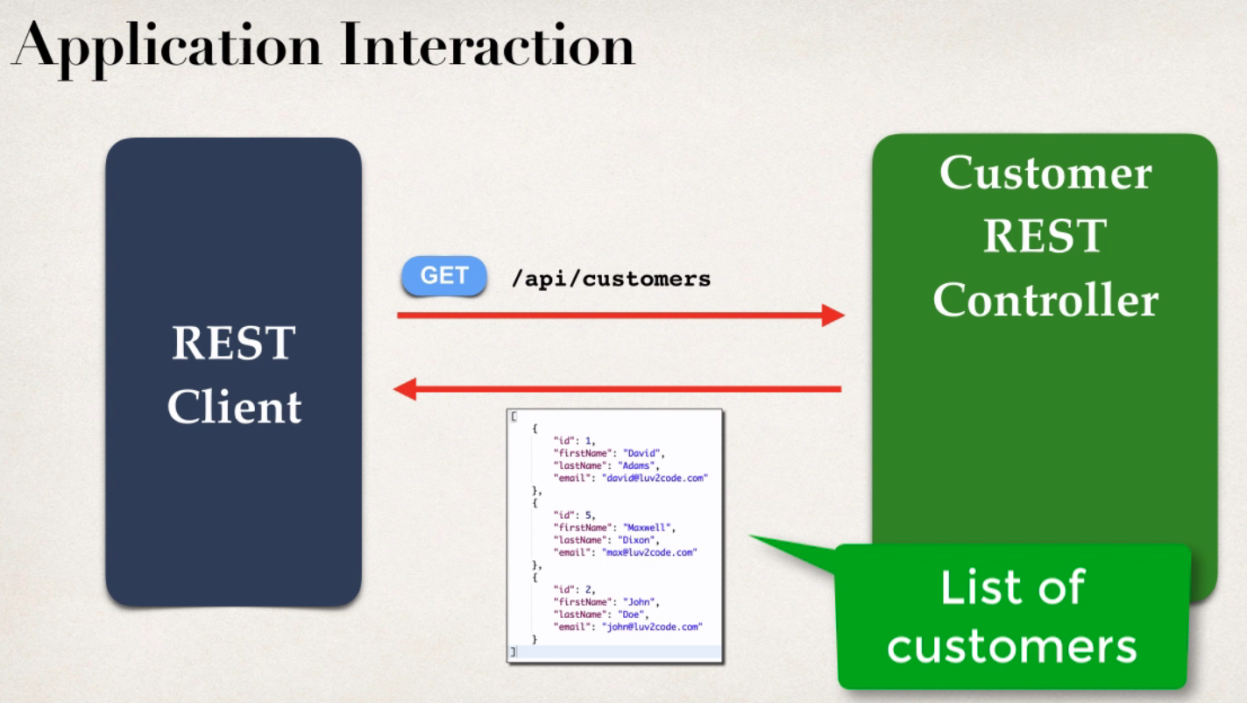 Application Interaction
REST
Client
GET /api/customers
Customer
REST
Controller
[
{
"id": 1,
"firstName": "David",
"lastName": "Adams",
"email": "david@luv2code.com"
},
{
"id": 5,
"firstName": "Maxwell",
"lastName": "Dixon",
"email": "max@luv2code.com"
},
{
"id": 2,
"firstName": "John",
"lastName": "Doe",
"email": "john@luv2code.com"
}
]
List of
customers